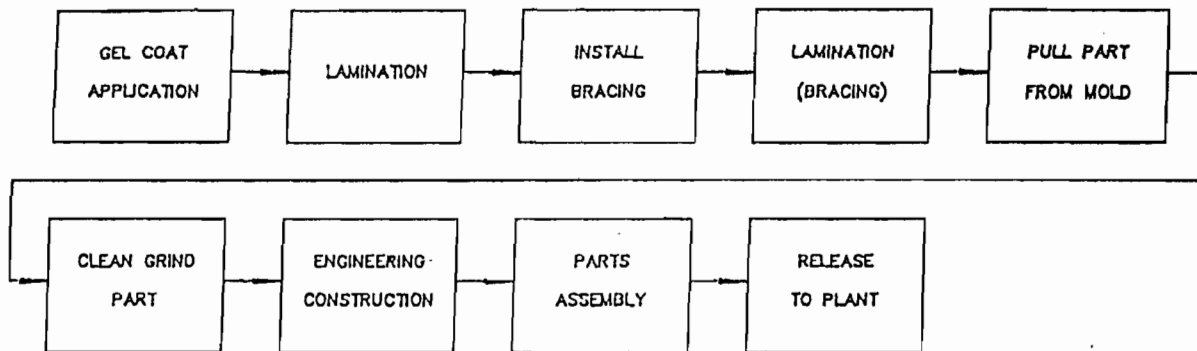 GEL COAT
APPLICATION
LAMINATION
INSTALL
BRACING
LAMINATION
(BRACING)
PULL PART
FROM MOLD
CLEAN GRIND
PART
ENGINEERING
CONSTRUCTION
PARTS
ASSEMBLY
RELEASE
TO PLANT